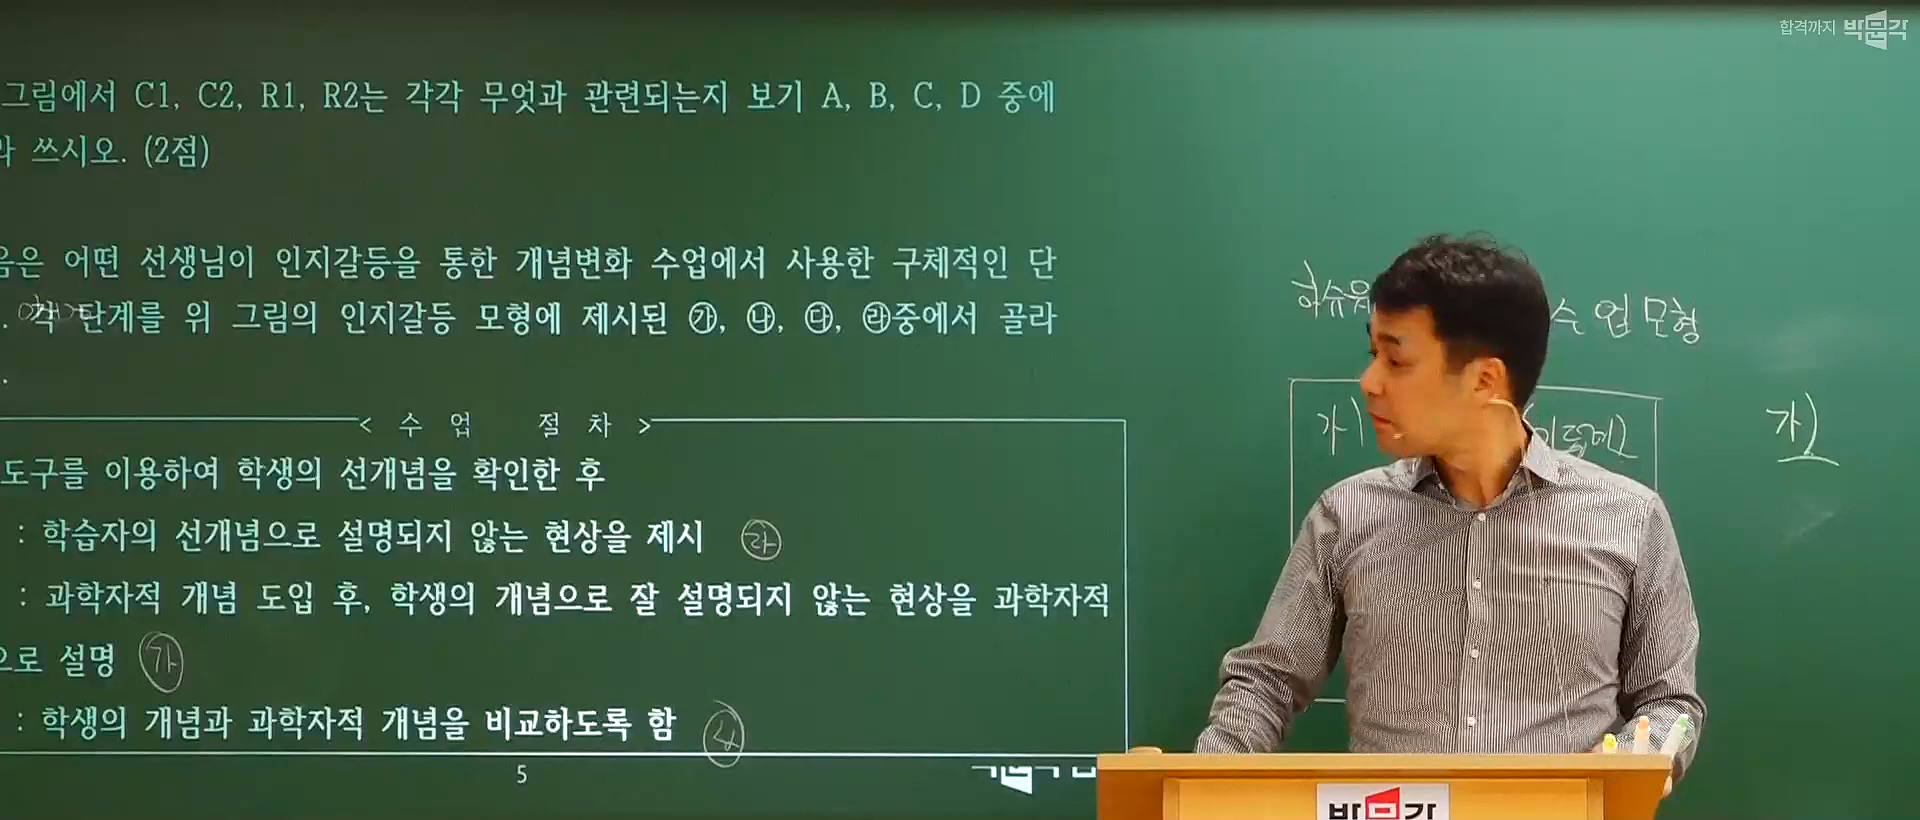 합격까지 박문각
그림에서 C1, C2, R1, R2는 각각 무엇과 관련되는지 보기 A, B, C, D 중에
라 쓰시오. (2점)
음은 어떤 선생님이 인지갈등을 통한 개념변화 수업에서 사용한 구체적인 단
. 각 단계를 위 그림의 인지갈등 모형에 제시된 ㉮, ㉯, ㉰, ㉱중에서 골라
.
< 수 업 절 차 >
도구를 이용하여 학생의 선개념을 확인한 후
: 학습자의 선개념으로 설명되지 않는 현상을 제시 ㉱
: 과학자적 개념 도입 후, 학생의 개념으로 잘 설명되지 않는 현상을 과학자적
으로 설명 ㉮
: 학생의 개념과 과학자적 개념을 비교하도록 함 ㉯
5
수업모형
가)
가)
박문각